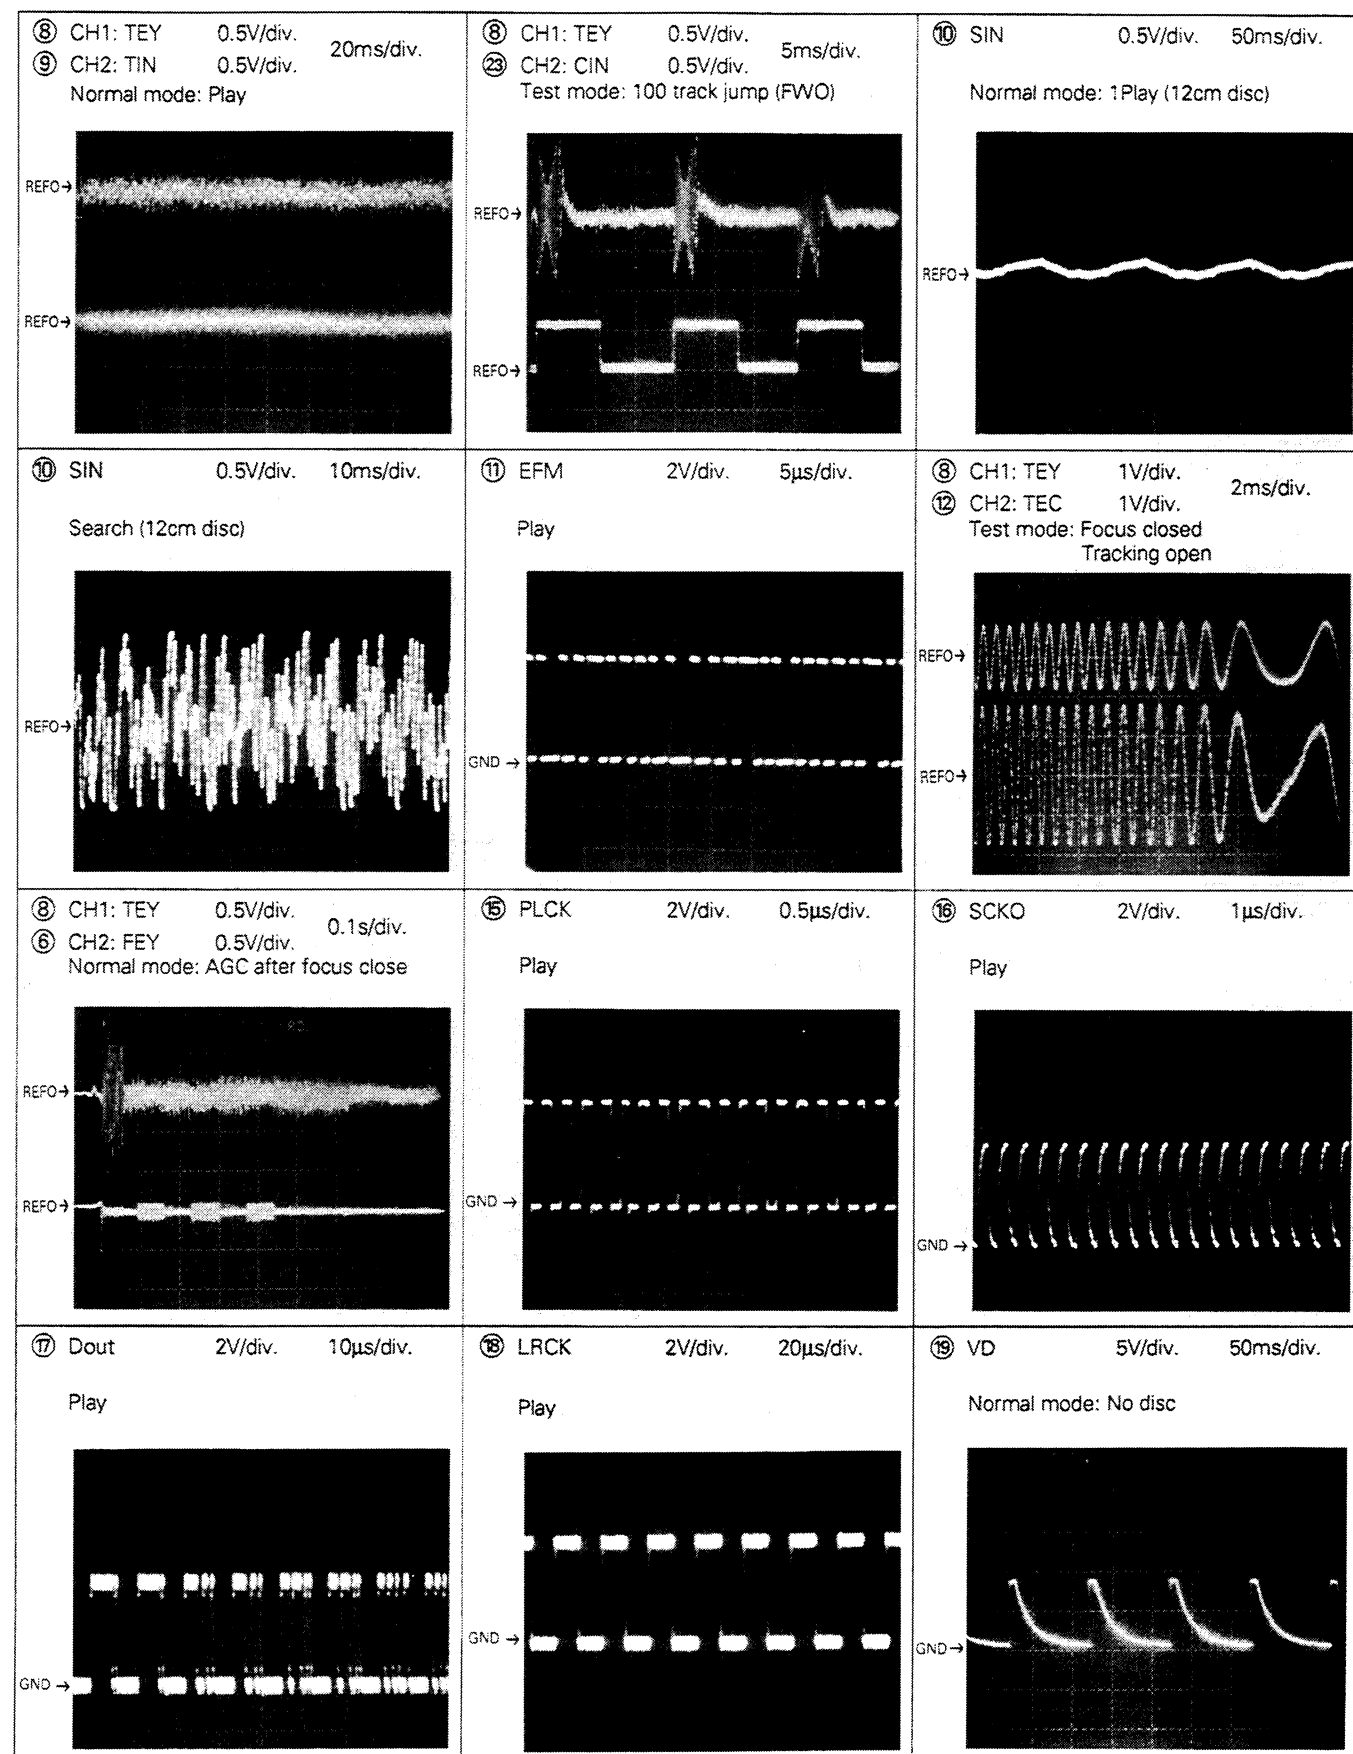 ⑧ CH1: TEY 0.5V/div. 20ms/div.
⑨ CH2: TIN 0.5V/div.
Normal mode: Play
REFO→
REFO→
⑧ CH1: TEY 0.5V/div. 5ms/div.
㉓ CH2: CIN 0.5V/div.
Test mode: 100 track jump (FWO)
REFO→
REFO→
⑩ SIN 0.5V/div. 50ms/div.
Normal mode: 1Play (12cm disc)
REFO→
⑩ SIN 0.5V/div. 10ms/div.
Search (12cm disc)
REFO→
⑪ EFM 2V/div. 5µs/div.
Play
GND →
⑧ CH1: TEY 1V/div. 2ms/div.
⑫ CH2: TEC 1V/div.
Test mode: Focus closed
Tracking open
REFO→
REFO→
⑧ CH1: TEY 0.5V/div. 0.1s/div.
⑥ CH2: FEY 0.5V/div.
Normal mode: AGC after focus close
REFO→
REFO→
⑮ PLCK 2V/div. 0.5µs/div.
Play
GND →
⑯ SCKO 2V/div. 1µs/div.
Play
GND →
⑰ Dout 2V/div. 10µs/div.
Play
GND →
⑱ LRCK 2V/div. 20µs/div.
Play
GND →
⑲ VD 5V/div. 50ms/div.
Normal mode: No disc
GND→